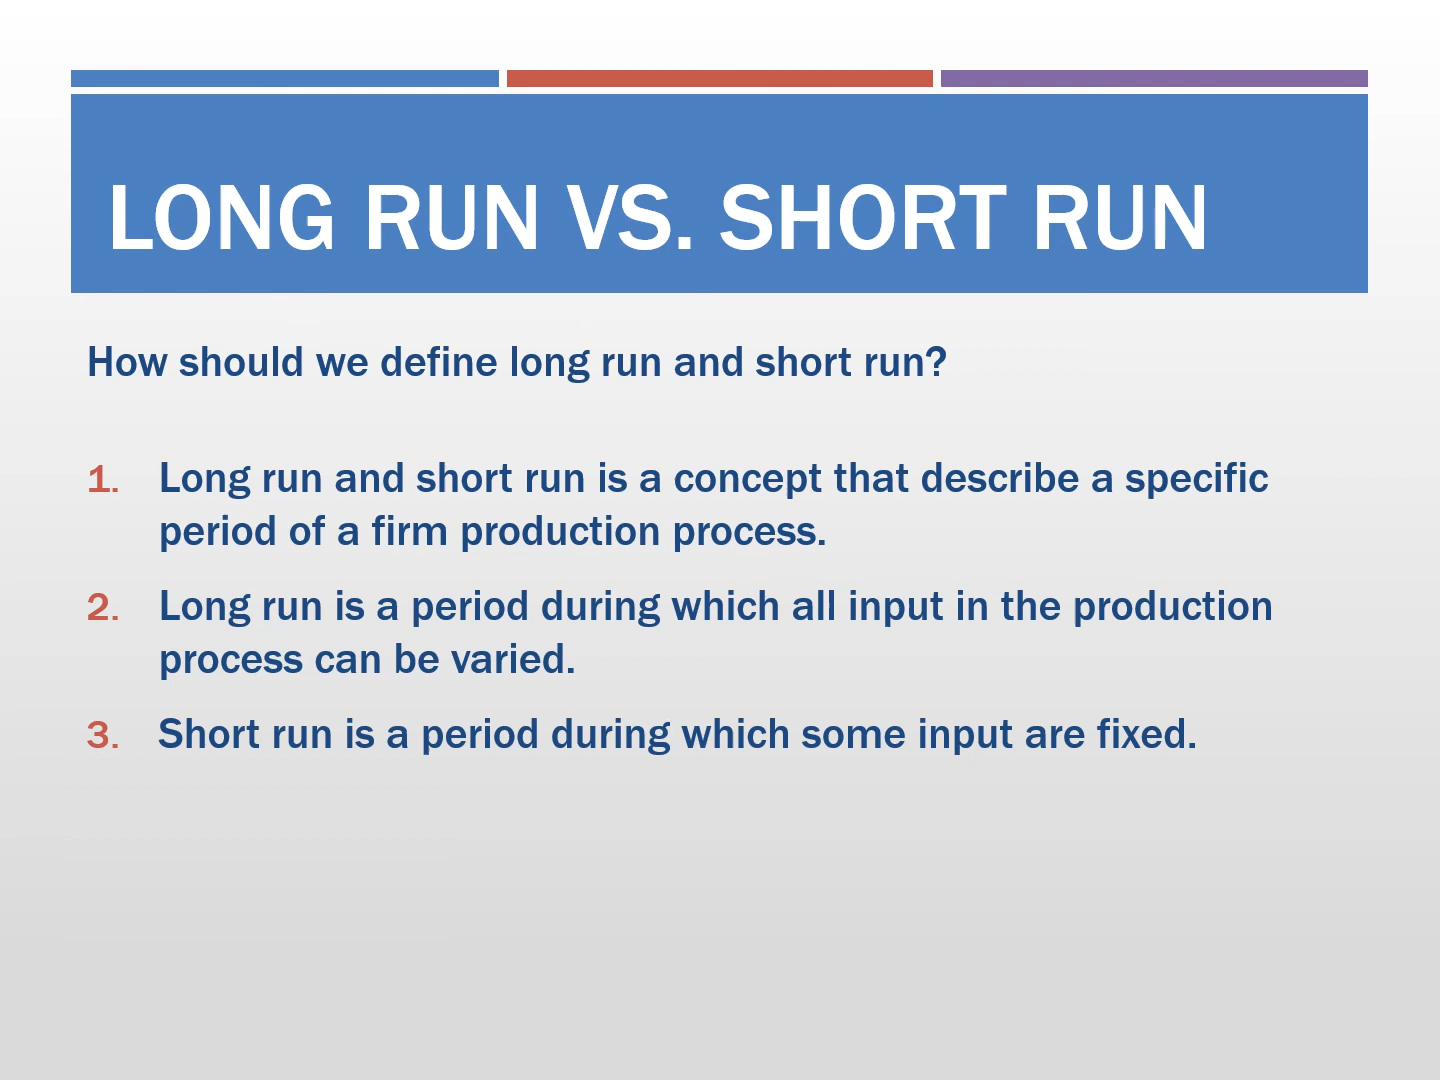 LONG RUN VS. SHORT RUN
How should we define long run and short run?
1. Long run and short run is a concept that describe a specific
period of a firm production process.
2. Long run is a period during which all input in the production
process can be varied.
3. Short run is a period during which some input are fixed.